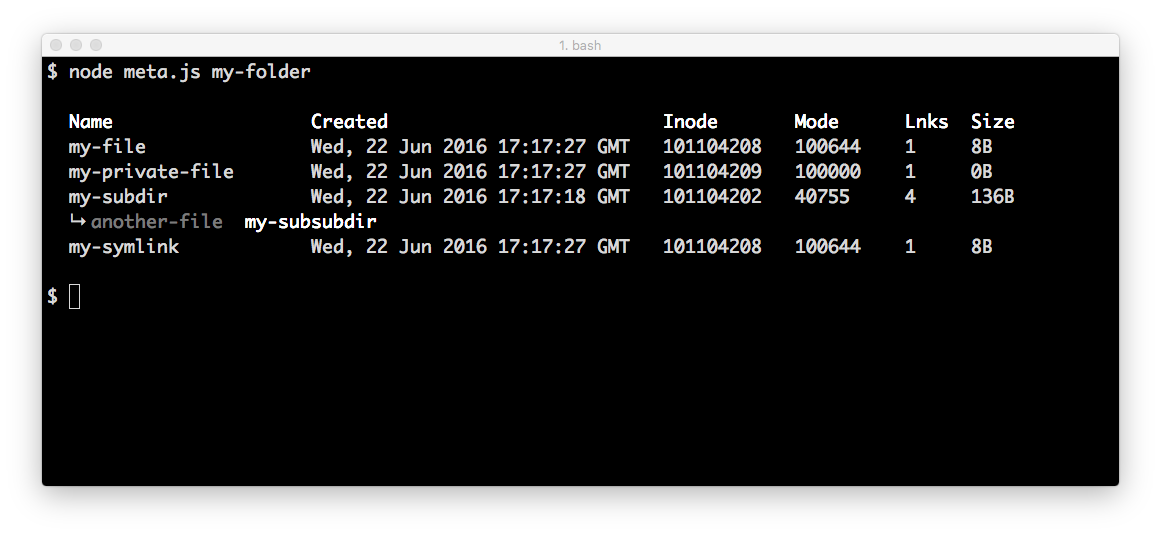 1. bash
$ node meta.js my-folder
Name Created Inode Mode Lnks Size
my-file Wed, 22 Jun 2016 17:17:27 GMT 101104208 100644 1 8B
my-private-file Wed, 22 Jun 2016 17:17:27 GMT 101104209 100000 1 0B
my-subdir Wed, 22 Jun 2016 17:17:18 GMT 101104202 40755 4 136B
↳ another-file my-subsubdir
my-symlink Wed, 22 Jun 2016 17:17:27 GMT 101104208 100644 1 8B
$